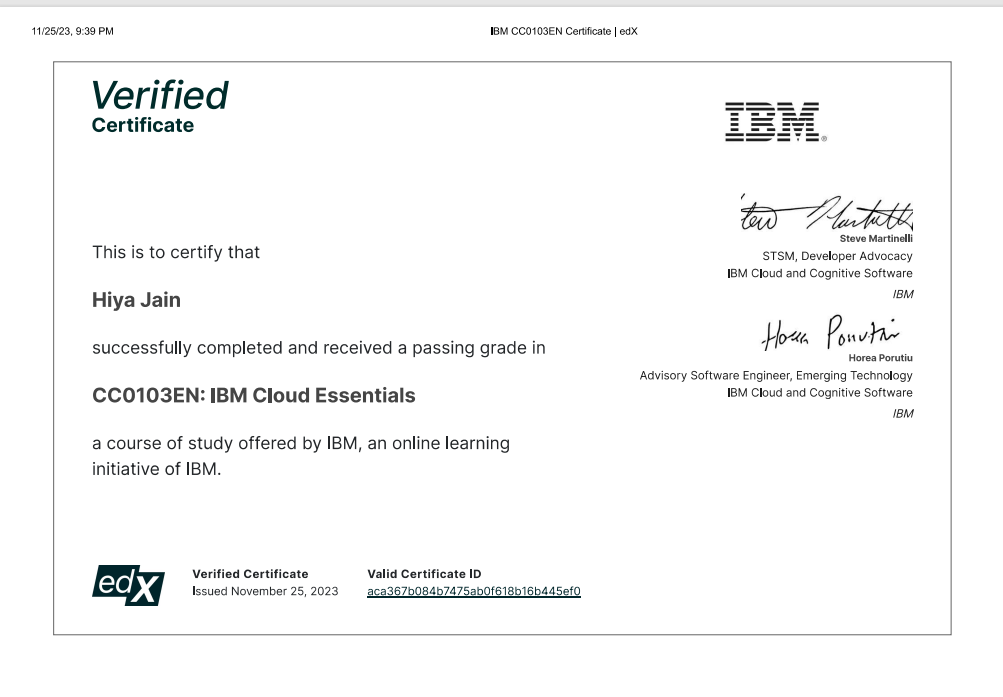 11/25/23, 9:39 PM
IBM CC0103EN Certificate | edX
Verified
Certificate
IBM®
This is to certify that
Hiya Jain
successfully completed and received a passing grade in
CC0103EN: IBM Cloud Essentials
a course of study offered by IBM, an online learning
initiative of IBM.
Steve Martinelli
STSM, Developer Advocacy
IBM Cloud and Cognitive Software
IBM
Horea Porutiu
Horea Porutiu
Advisory Software Engineer, Emerging Technology
IBM Cloud and Cognitive Software
IBM
edX
Verified Certificate
Issued November 25, 2023
Valid Certificate ID
aca367b084b7475ab0f618b16b445ef0